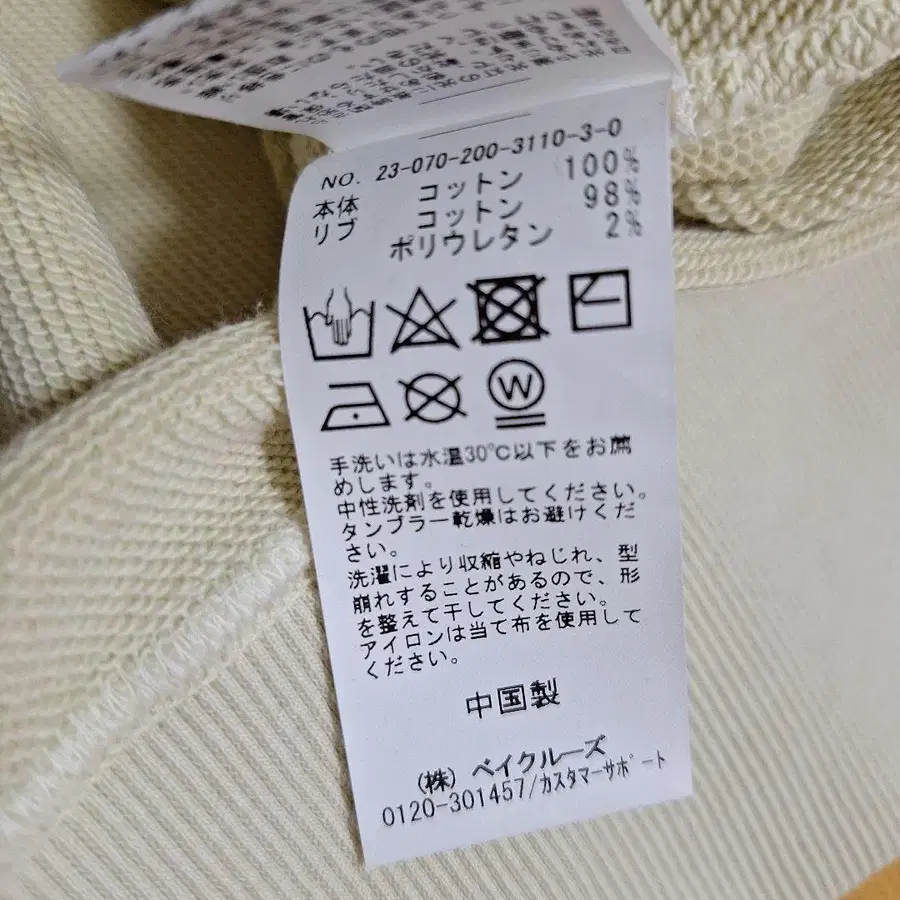 NO. 23-070-200-3110-3-0
本体 コットン 100%
リブ コットン 98%
ポリウレタン 2%
W
手洗いは水温30℃以下をお薦
めします。
中性洗剤を使用してください。
タンブラー乾燥はお避けくだ
さい。
洗濯により収縮やねじれ、型
崩れすることがあるので、形
を整えて干してください。
アイロンは当て布を使用して
ください。
中国製
(株) ベイクルーズ
0120-301457/カスタマーサポート